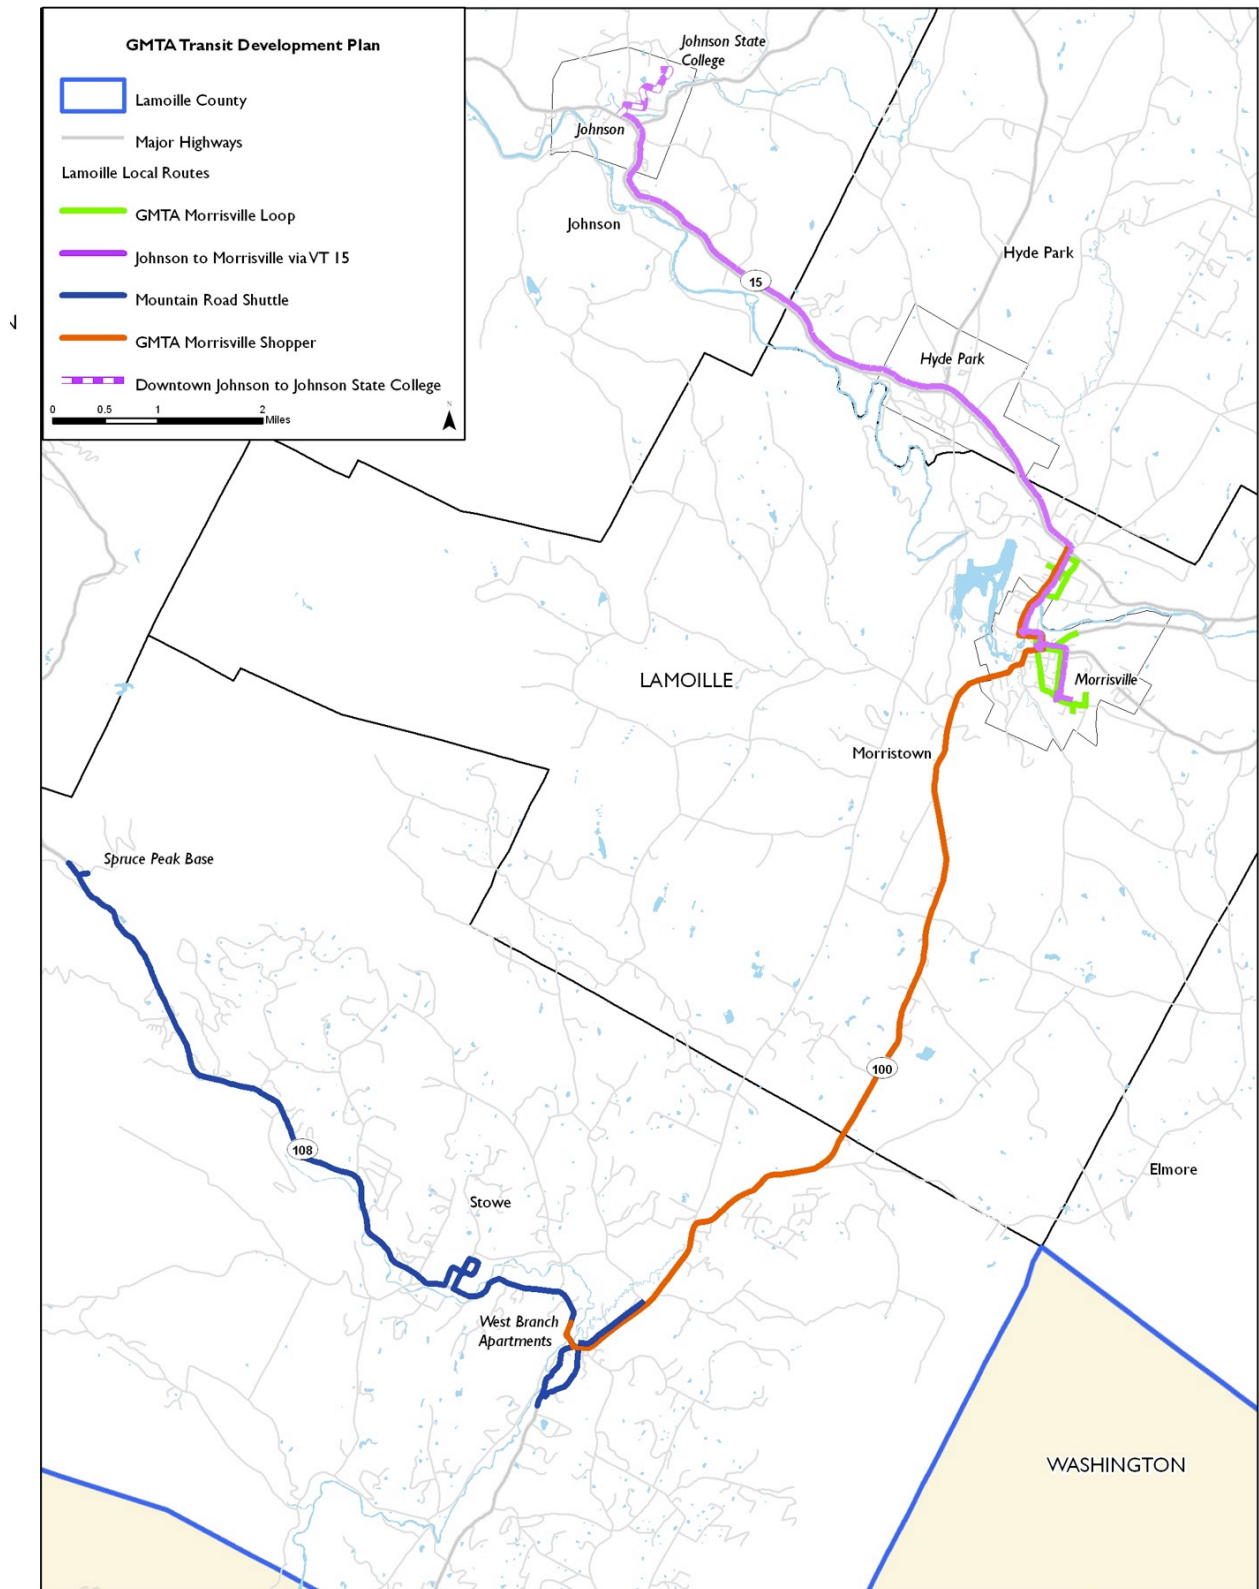 GMTA Transit Development Plan
Lamoille County
Major Highways
Lamoille Local Routes
GMTA Morrisville Loop
Johnson to Morrisville via VT 15
Mountain Road Shuttle
GMTA Morrisville Shopper
Downtown Johnson to Johnson State College
0 0.5 1 2
Miles
N
Johnson State
College
Johnson
Johnson
Hyde Park
15
Hyde Park
LAMOILLE
Morrisville
Morristown
Spruce Peak Base
100
108
Elmore
Stowe
West Branch
Apartments
WASHINGTON